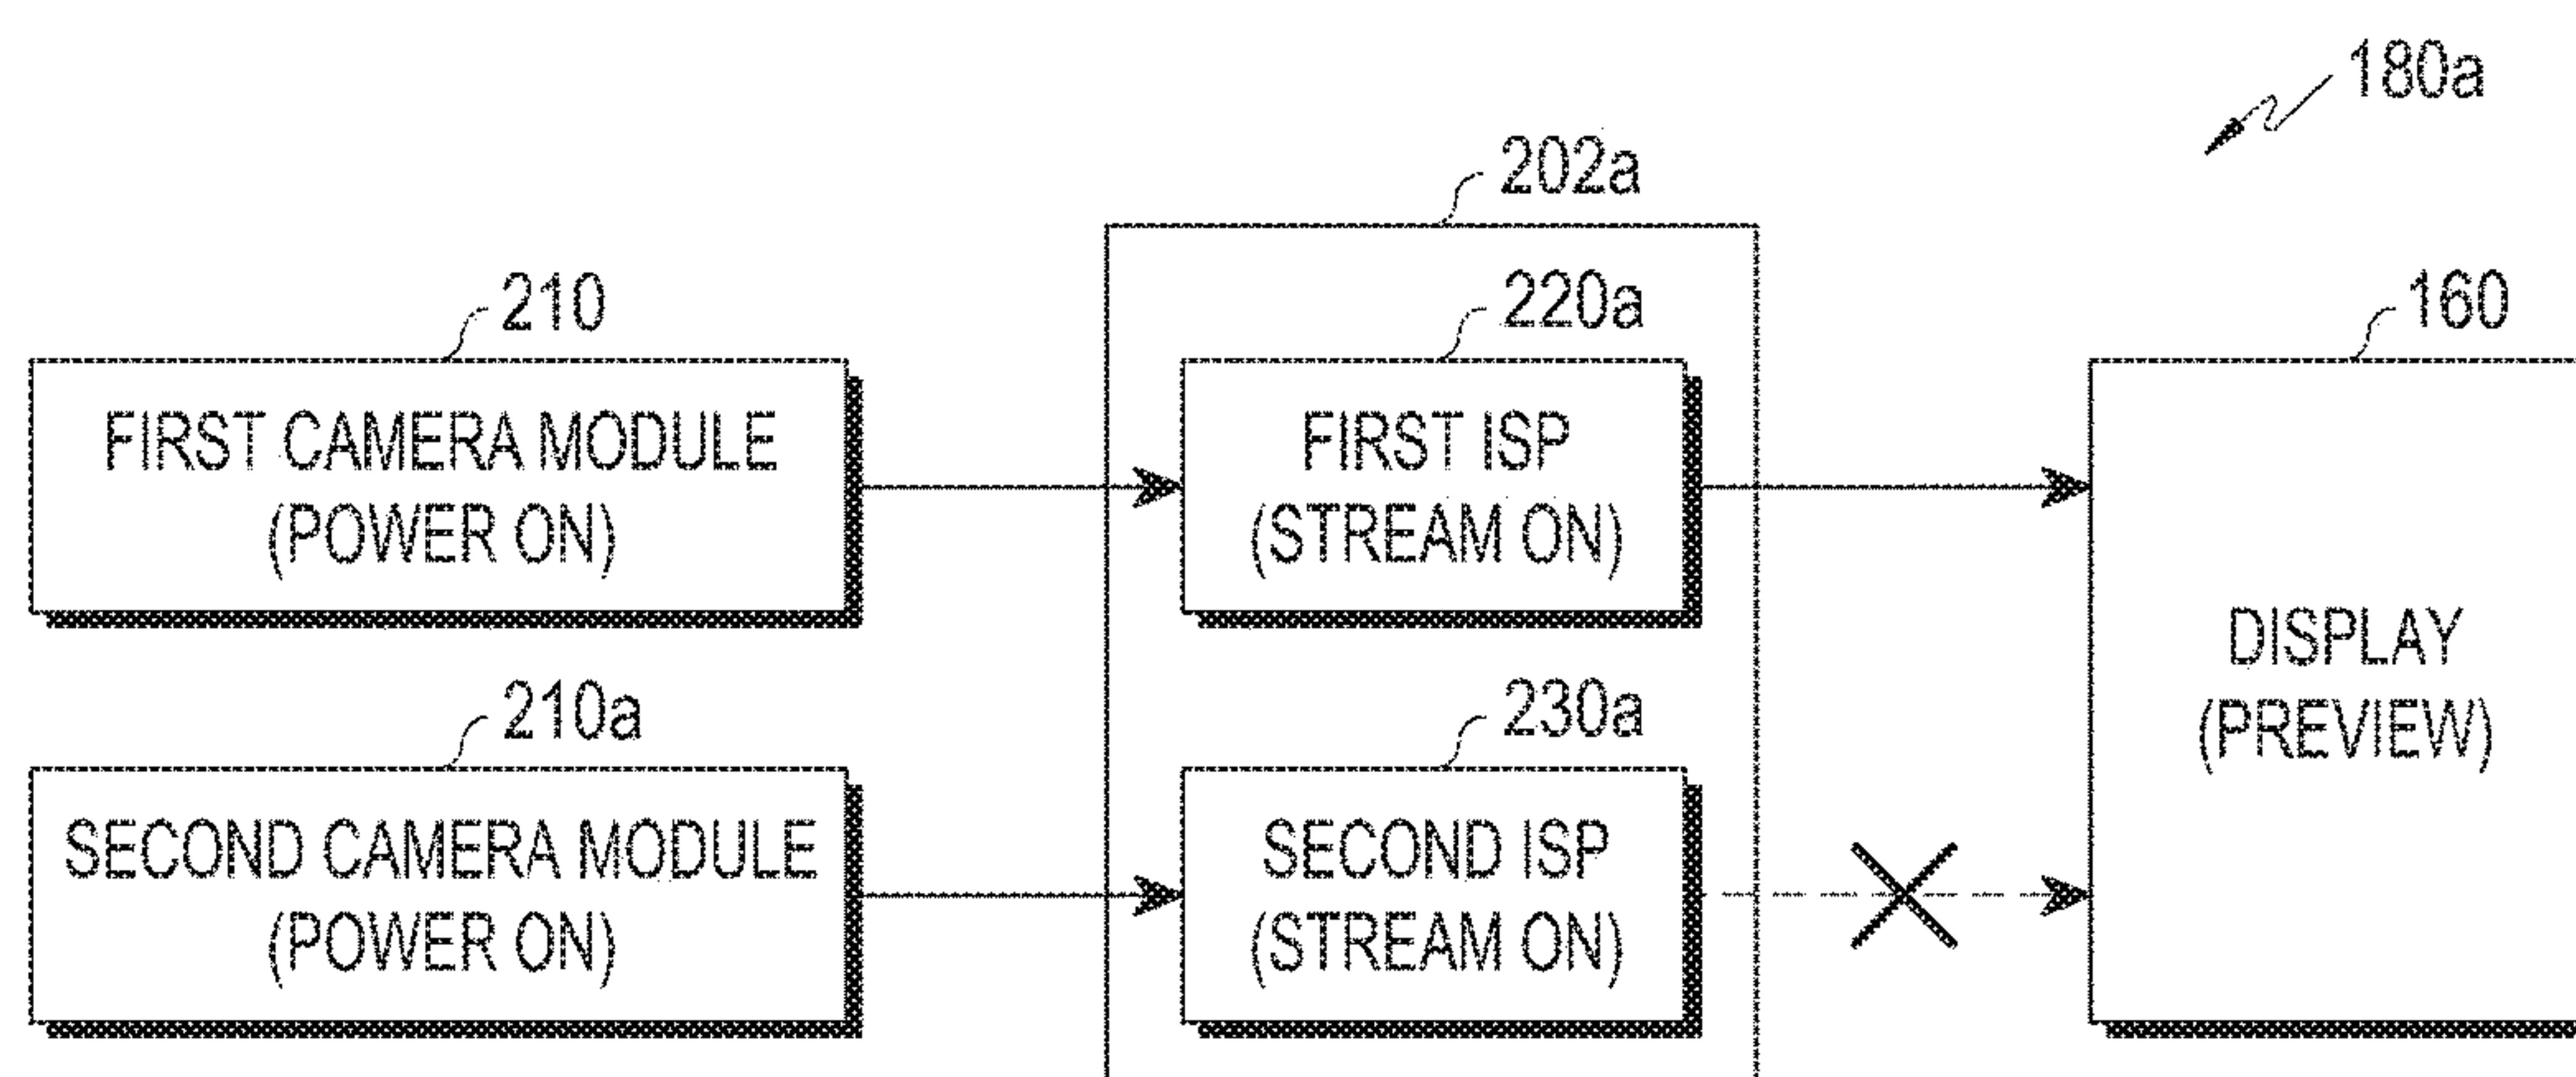 180a
202a
210
220a
160
FIRST CAMERA MODULE
(POWER ON)
FIRST ISP
(STREAM ON)
DISPLAY
(PREVIEW)
210a
230a
SECOND CAMERA MODULE
(POWER ON)
SECOND ISP
(STREAM ON)